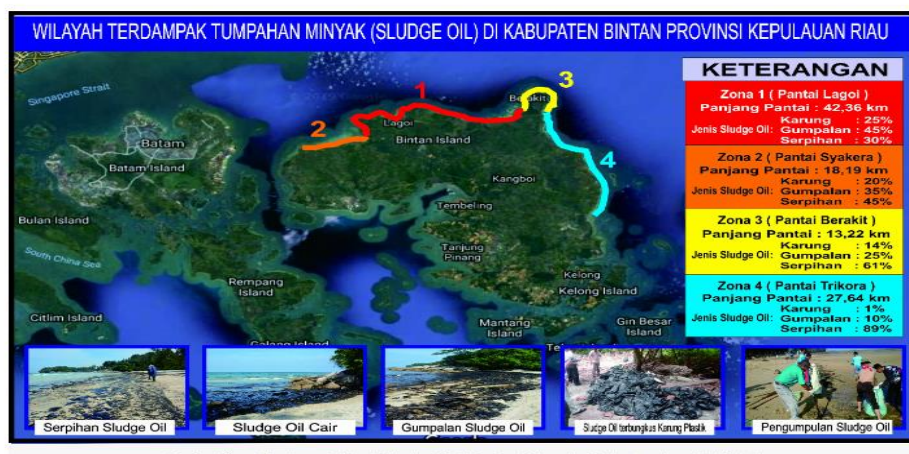 WILAYAH TERDAMPAK TUMPAHAN MINYAK (SLUDGE OIL) DI KABUPATEN BINTAN PROVINSI KEPULAUAN RIAU
Singapore Strait
Batam
Batam Island
Bulan Island
South China Sea
Citlim Island
Rempang
Island
Galang Island
1
2
3
4
Lagoi
Berakit
Bintan Island
Kangboi
Tembeling
Tanjung
Pinang
Kelong
Kelong Island
Mantang
Island
Gin Besar
Island
KETERANGAN
Zona 1 ( Pantai Lagoi )
Panjang Pantai : 42,36 km
Karung : 25%
Jenis Sludge Oil: Gumpalan : 45%
Serpihan : 30%
Zona 2 ( Pantai Syakera )
Panjang Pantai : 18,19 km
Karung : 20%
Jenis Sludge Oil: Gumpalan : 35%
Serpihan : 45%
Zona 3 ( Pantai Berakit )
Panjang Pantai : 13,22 km
Karung : 14%
Jenis Sludge Oil: Gumpalan : 25%
Serpihan : 61%
Zona 4 ( Pantai Trikora )
Panjang Pantai : 27,64 km
Karung : 1%
Jenis Sludge Oil: Gumpalan : 10%
Serpihan : 89%
Serpihan Sludge Oil
Sludge Oil Cair
Gumpalan Sludge Oil
Sludge Oil terbungkus Karung Plastik
Pengumpulan Sludge Oil